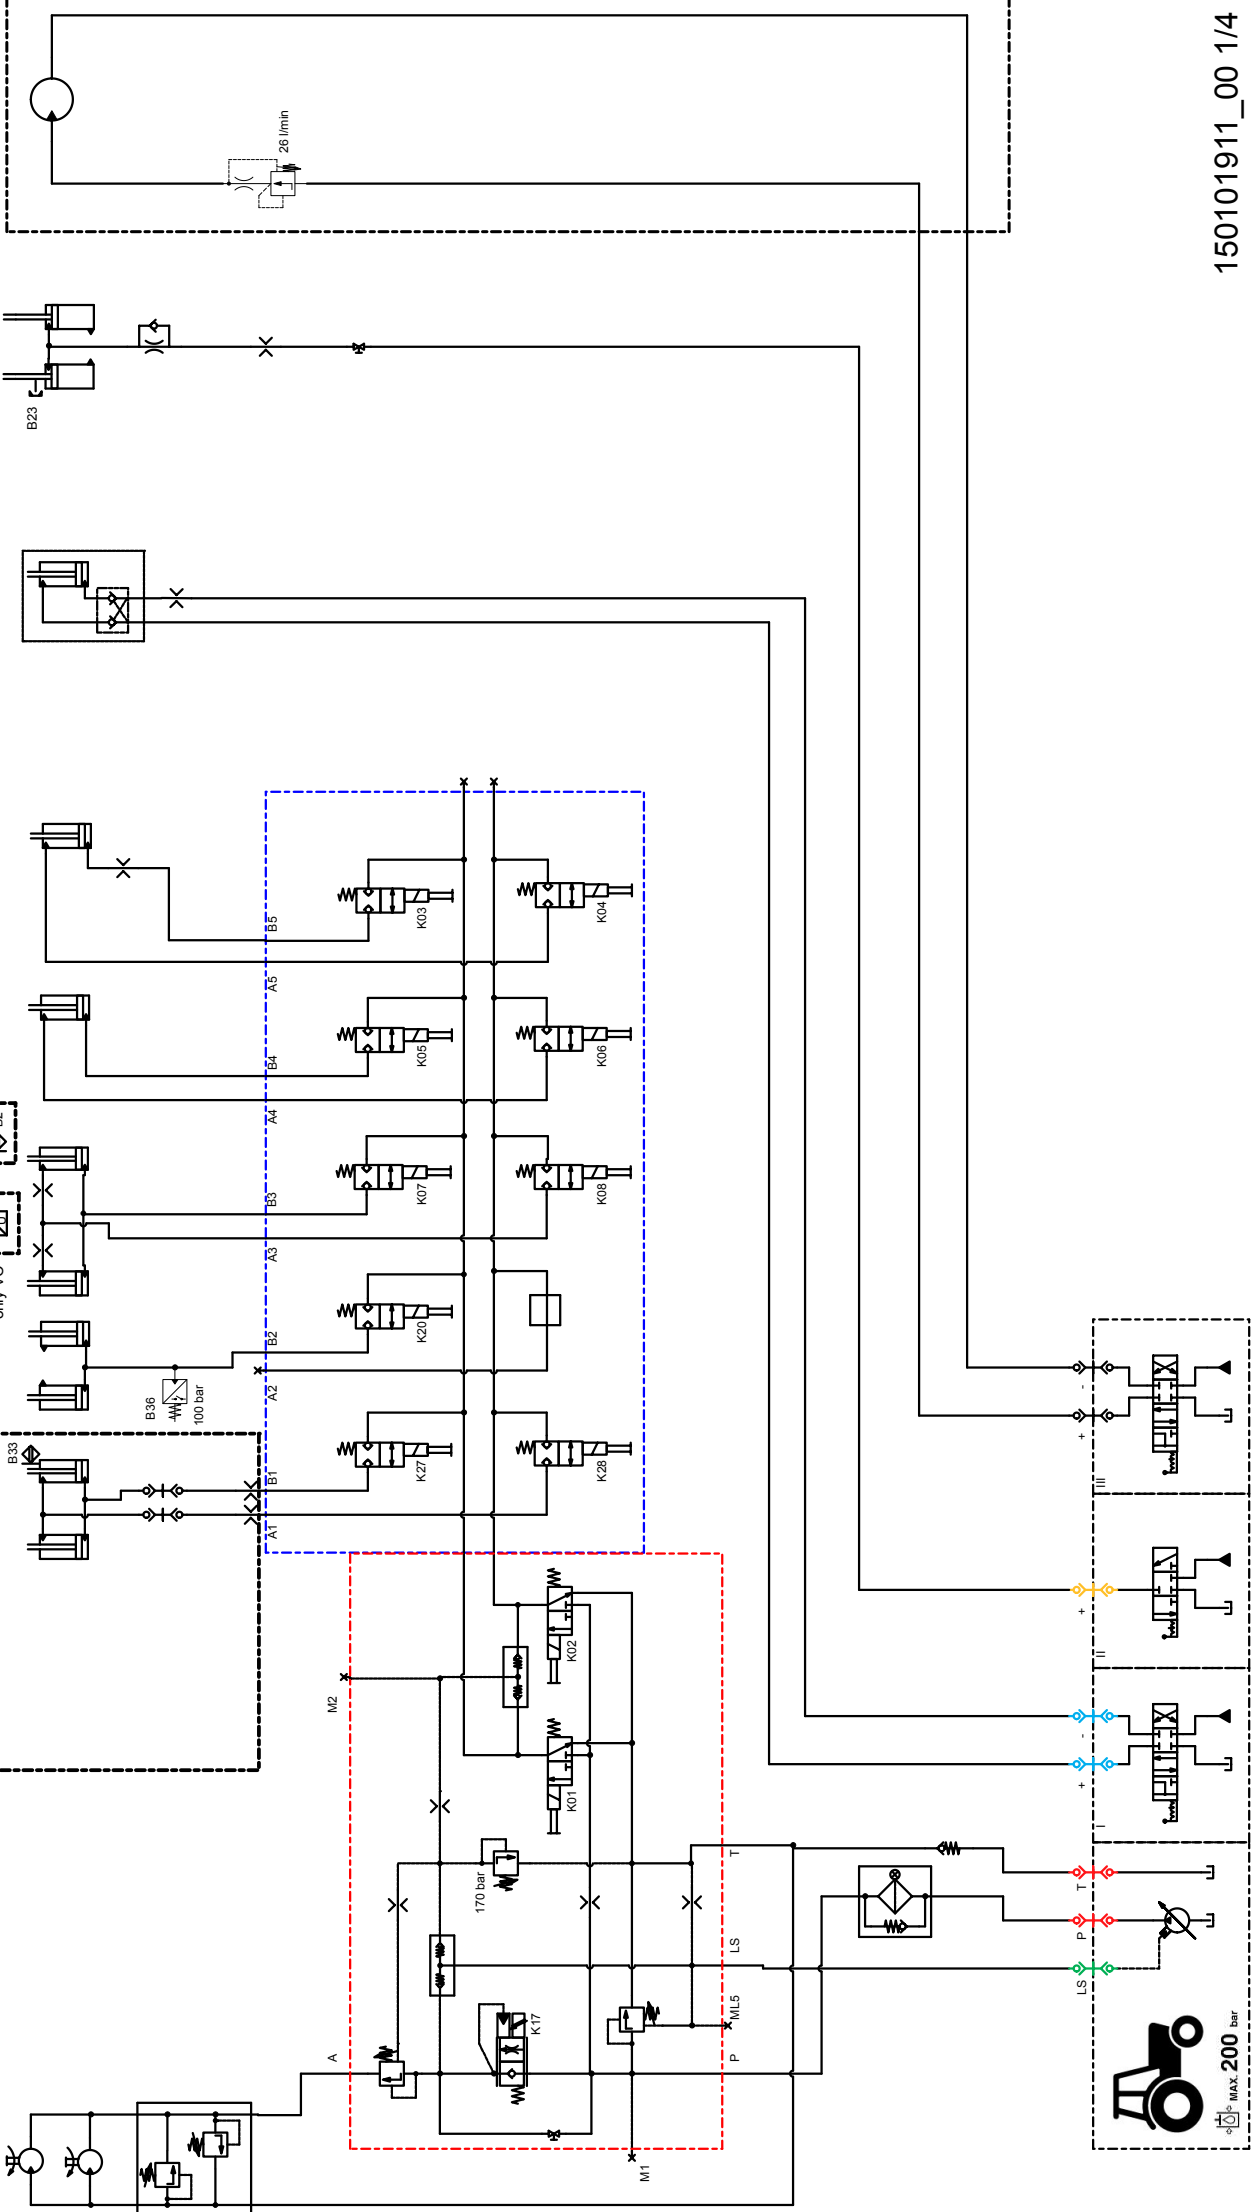 150101911_00 1/4
26 l/min
B23
B5
A5
B4
A4
B3
A3
B2
A2
B1
A1
K03
K04
K05
K06
K07
K08
K20
K27
K28
B36
100 bar
B33
only VC
M2
K02
K01
170 bar
T
LS
ML5
K17
A
P
M1
III
-
+
II
+
I
-
+
T
P
LS
MAX. 200 bar